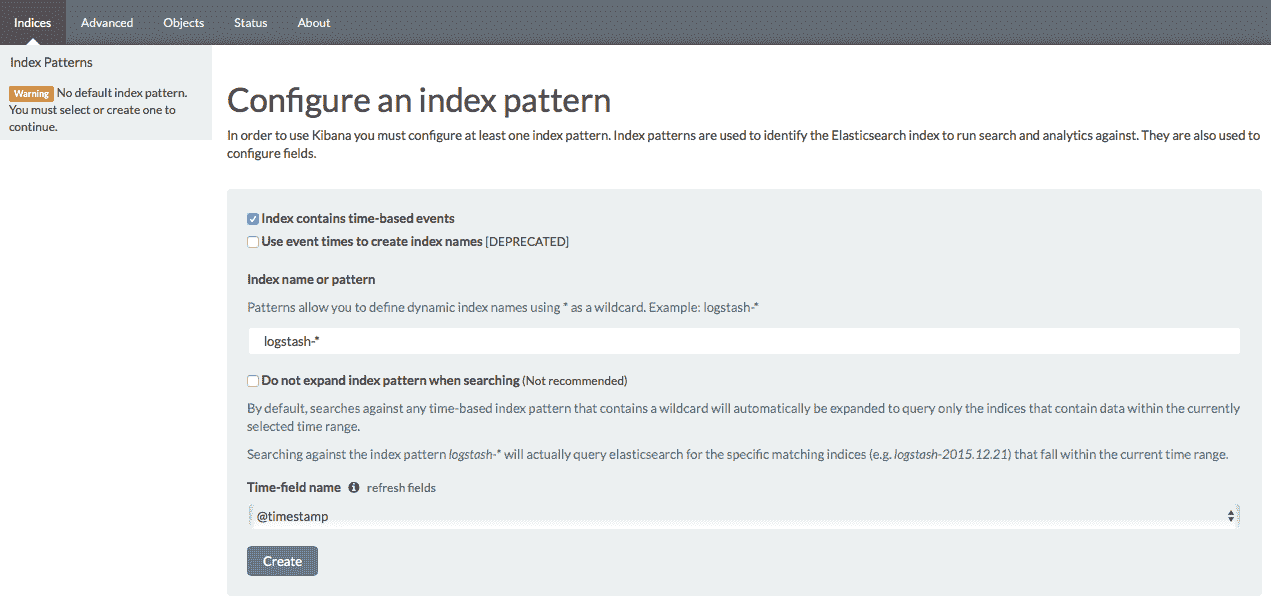 Indices Advanced Objects Status About
Index Patterns
Warning No default index pattern.
You must select or create one to
continue.
Configure an index pattern
In order to use Kibana you must configure at least one index pattern. Index patterns are used to identify the Elasticsearch index to run search and analytics against. They are also used to
configure fields.
Index contains time-based events
Use event times to create index names [DEPRECATED]
Index name or pattern
Patterns allow you to define dynamic index names using * as a wildcard. Example: logstash-*
logstash-*
Do not expand index pattern when searching (Not recommended)
By default, searches against any time-based index pattern that contains a wildcard will automatically be expanded to query only the indices that contain data within the currently
selected time range.
Searching against the index pattern logstash-* will actually query elasticsearch for the specific matching indices (e.g. logstash-2015.12.21) that fall within the current time range.
Time-field name refresh fields
@timestamp
Create